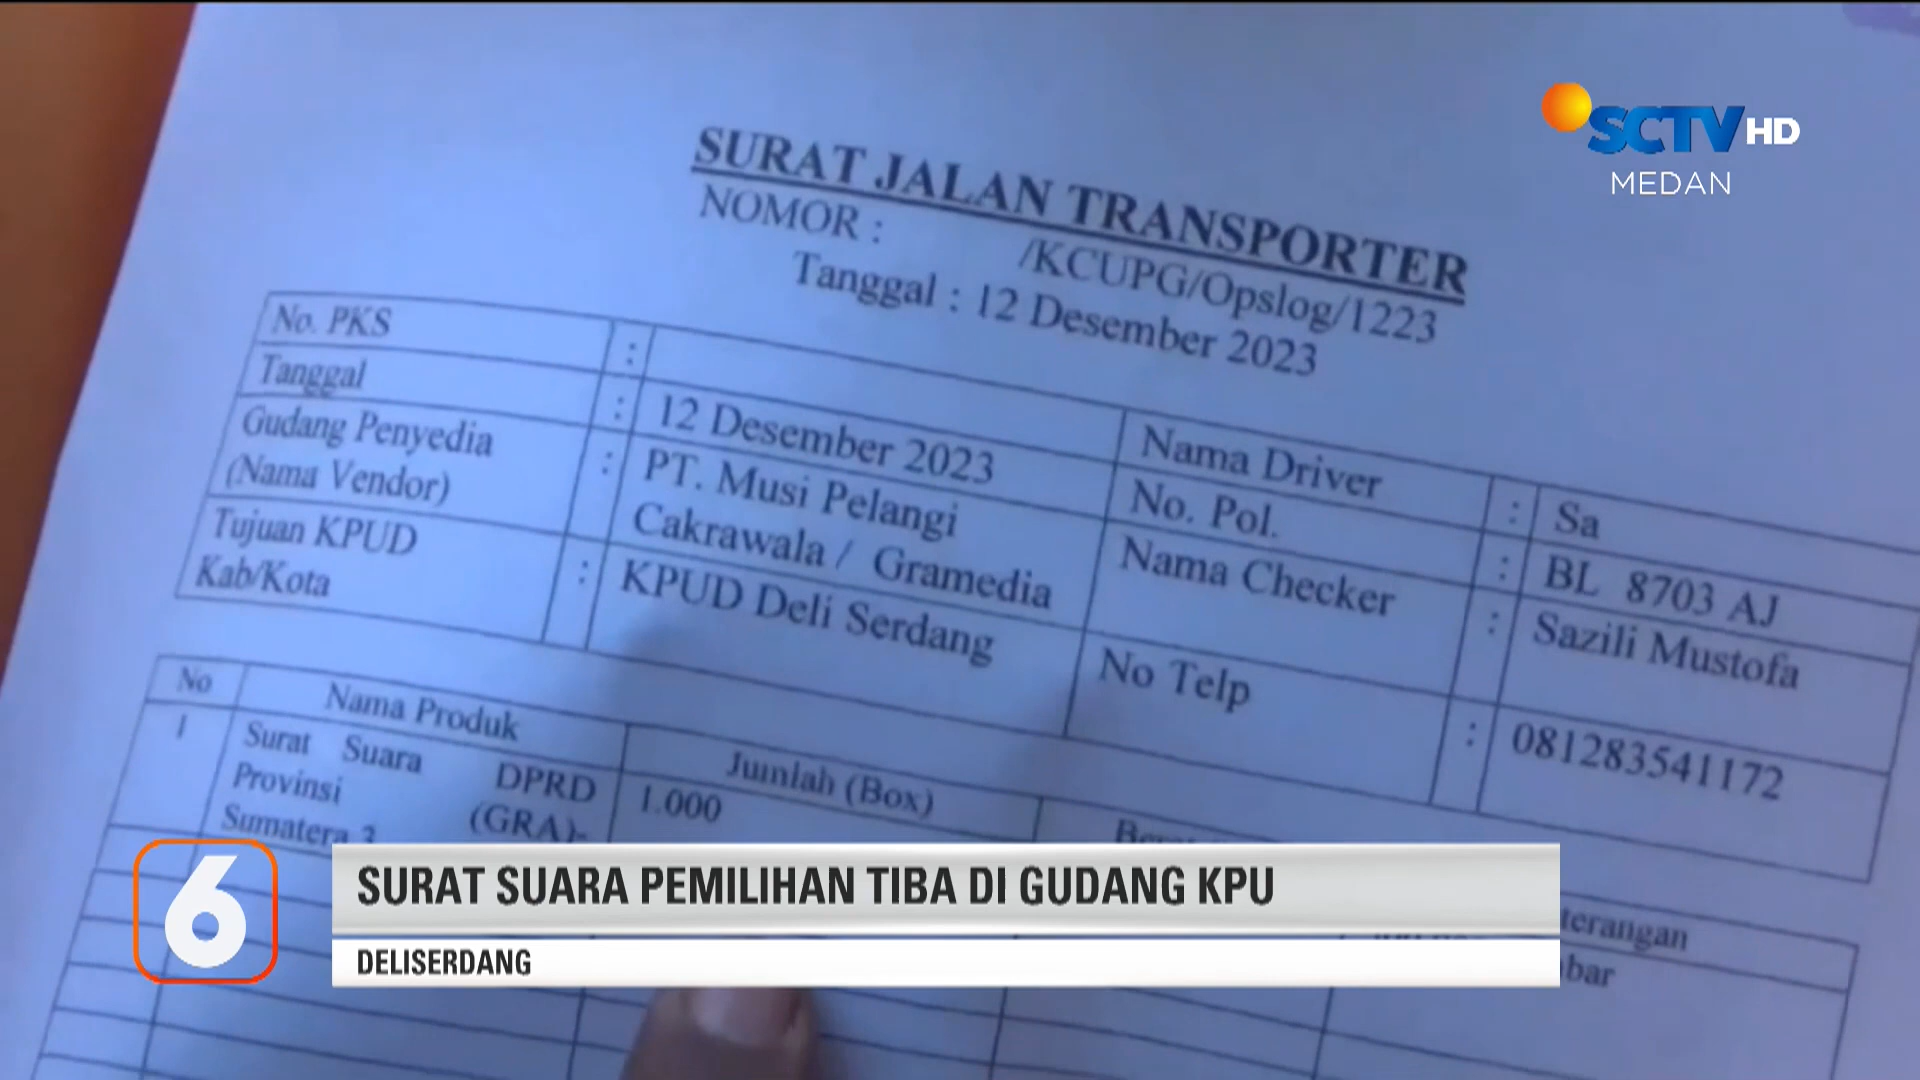 SCTV HD
MEDAN
SURAT JALAN TRANSPORTER
NOMOR : /KCUPG/Opslog/1223
Tanggal : 12 Desember 2023
No. PKS :
Tanggal : 12 Desember 2023
Gudang Penyedia
(Nama Vendor) : PT. Musi Pelangi
Cakrawala / Gramedia
Tujuan KPUD
Kab/Kota : KPUD Deli Serdang
Nama Driver : Sa
No. Pol. : BL 8703 AJ
Nama Checker : Sazili Mustofa
No Telp : 081283541172
No Nama Produk Jumlah (Box)
1 Surat Suara DPRD 1.000
Provinsi (GRA)-
Sumatera 3
6
SURAT SUARA PEMILIHAN TIBA DI GUDANG KPU
DELISERDANG